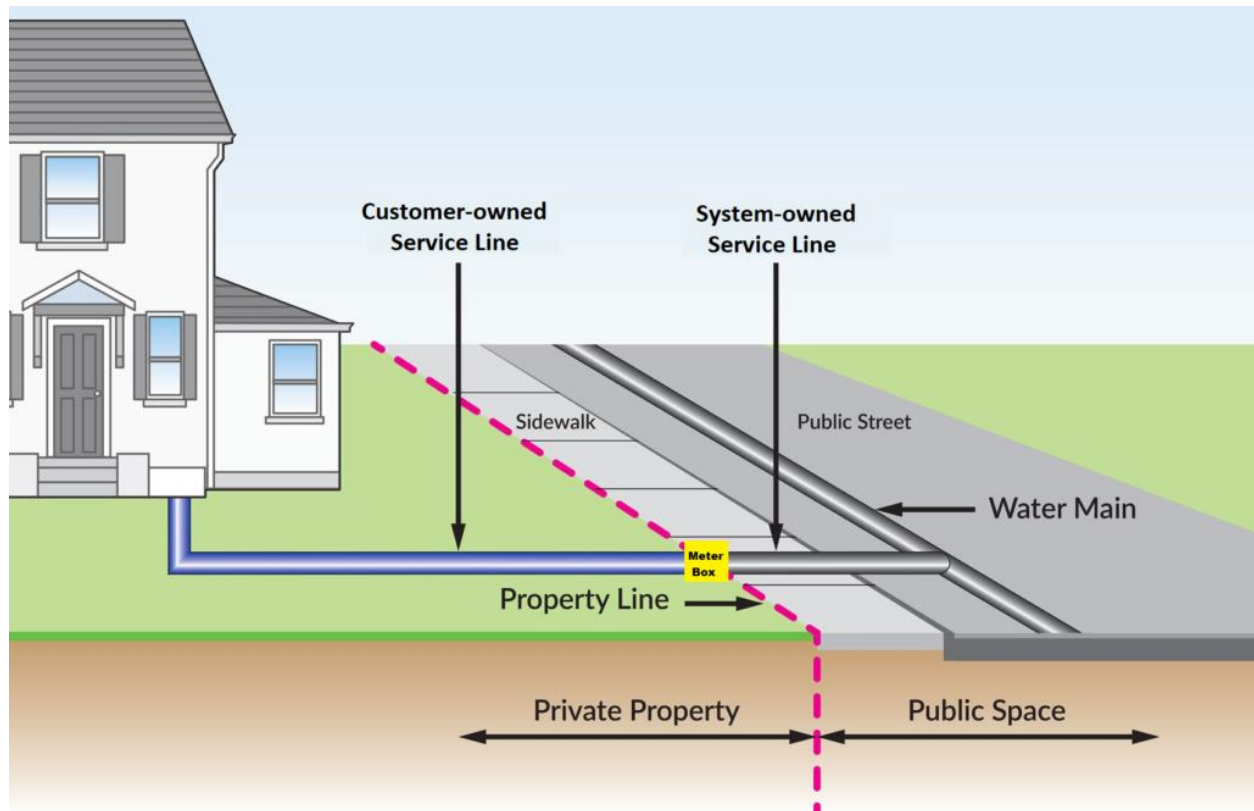 Customer-owned
Service Line
System-owned
Service Line
Sidewalk
Public Street
Water Main
Meter
Box
Property Line
Private Property
Public Space